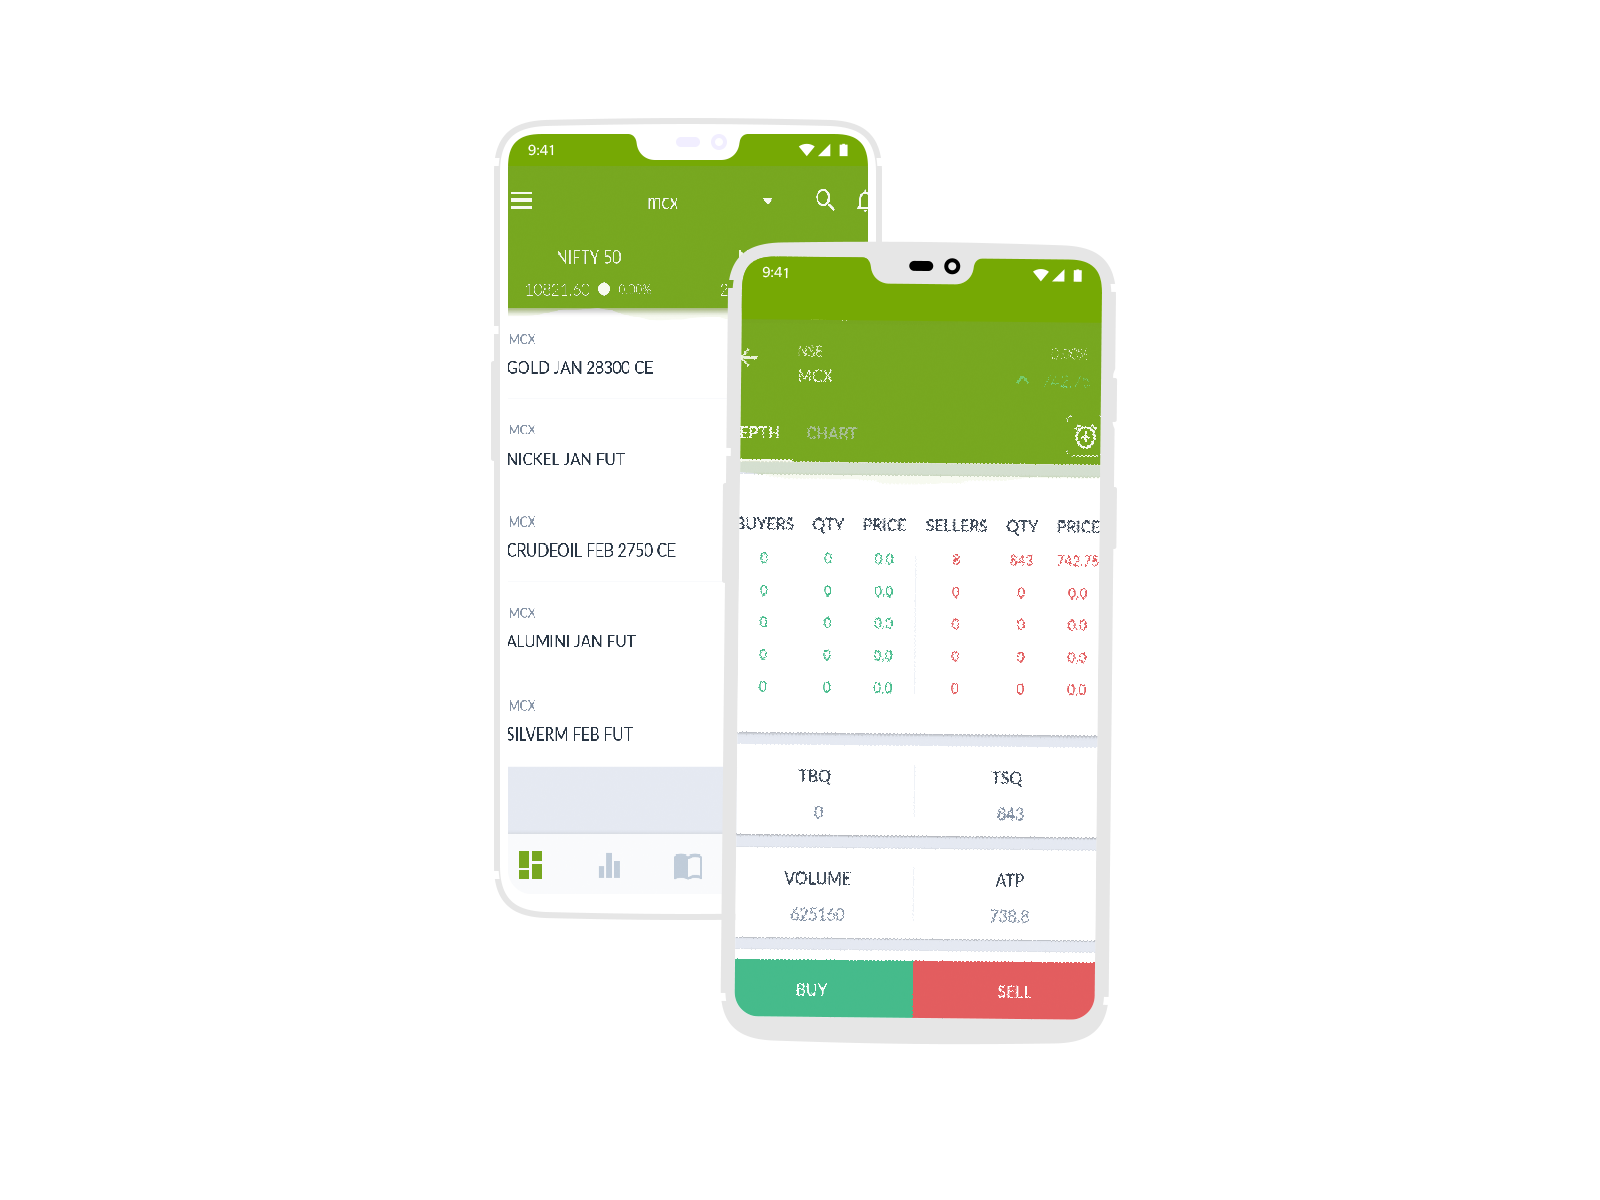 9:41
mcx
NIFTY 50
10821.60 0.00%
MCX
GOLD JAN 28300 CE
MCX
NICKEL JAN FUT
MCX
CRUDEOIL FEB 2750 CE
MCX
ALUMINI JAN FUT
MCX
SILVERM FEB FUT
9:41
NSE 0.00%
MCX 742.75
EPTH CHART
BUYERS QTY PRICE SELLERS QTY PRICE
0 0 0.0 8 843 742.75
0 0 0.0 0 0 0.0
0 0 0.0 0 0 0.0
0 0 0.0 0 0 0.0
0 0 0.0 0 0 0.0
TBQ TSQ
0 843
VOLUME ATP
625160 738.8
BUY SELL